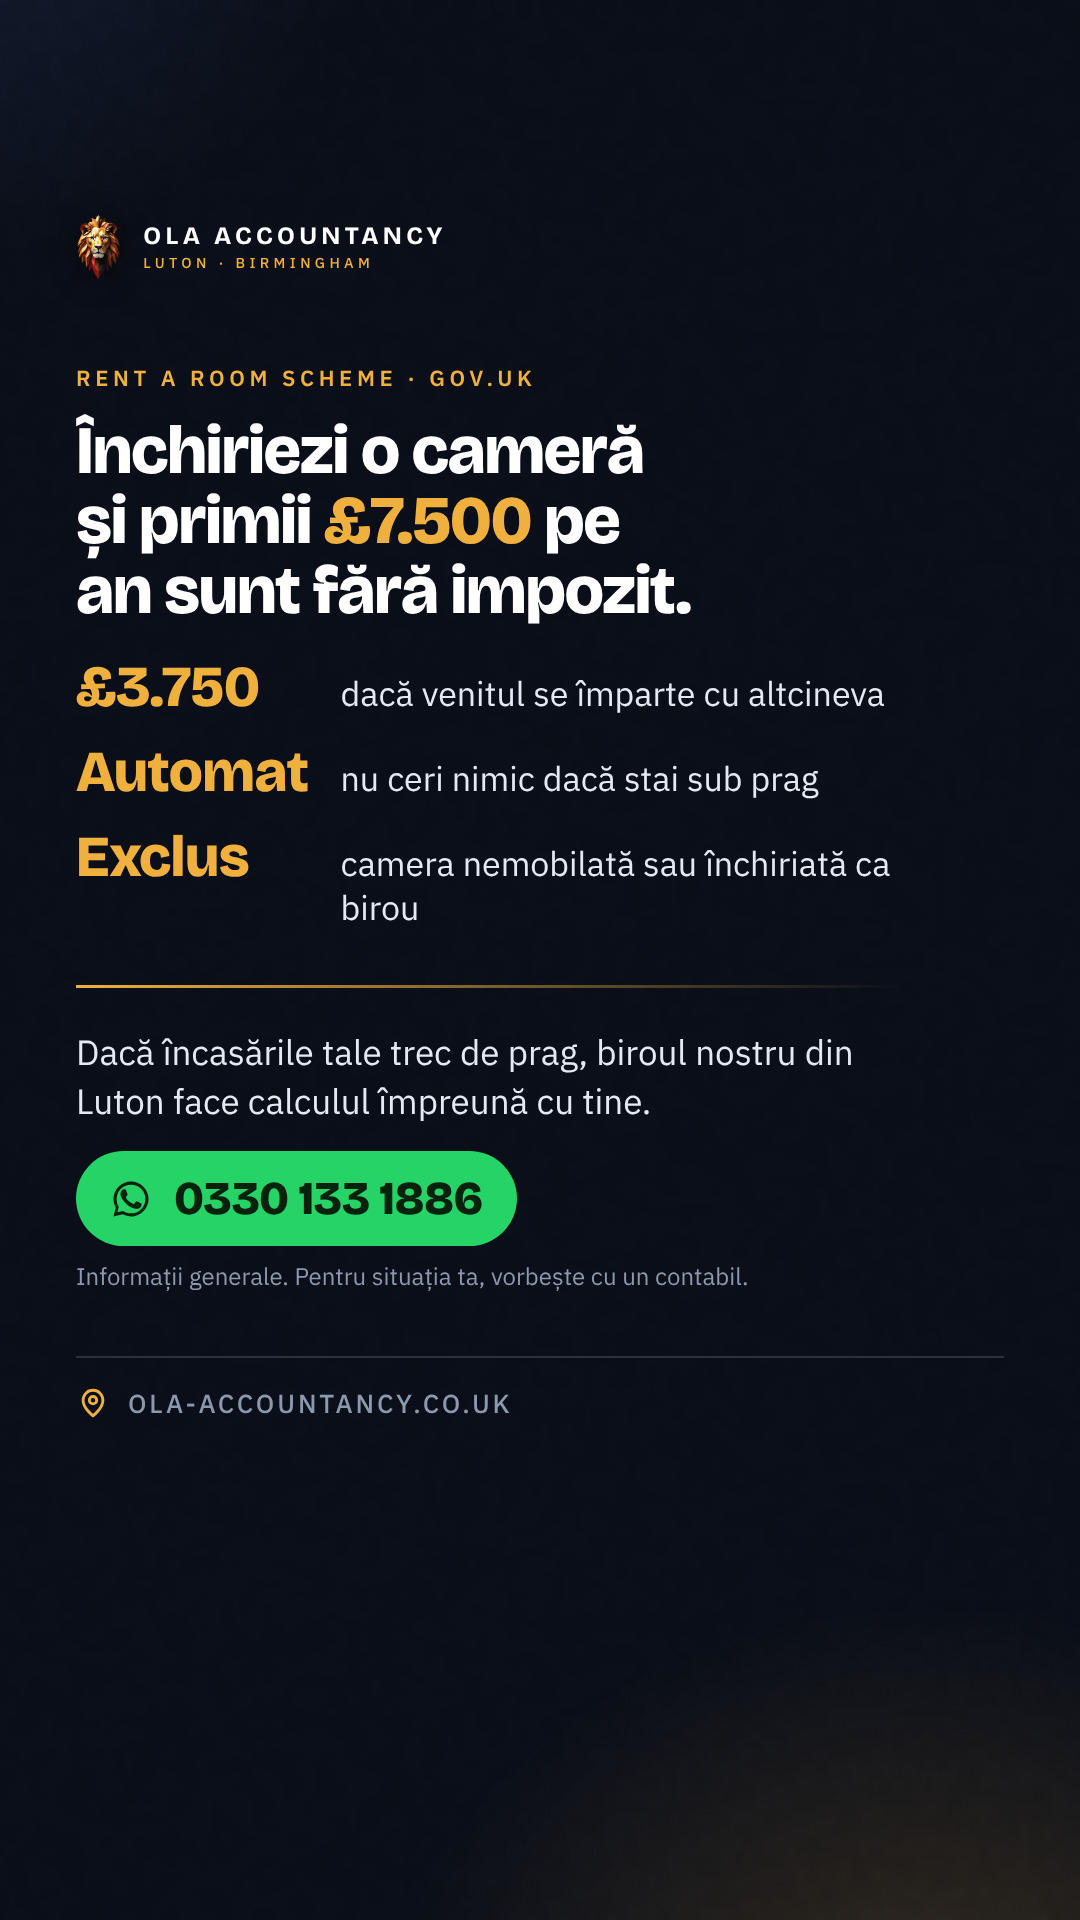 OLA ACCOUNTANCY
LUTON · BIRMINGHAM
RENT A ROOM SCHEME · GOV.UK
Închiriezi o cameră
și primii £7.500 pe
an sunt fără impozit.
£3.750 dacă venitul se împarte cu altcineva
Automat nu ceri nimic dacă stai sub prag
Exclus camera nemobilată sau închiriată ca
birou
Dacă încasările tale trec de prag, biroul nostru din
Luton face calculul împreună cu tine.
0330 133 1886
Informații generale. Pentru situația ta, vorbește cu un contabil.
OLA-ACCOUNTANCY.CO.UK